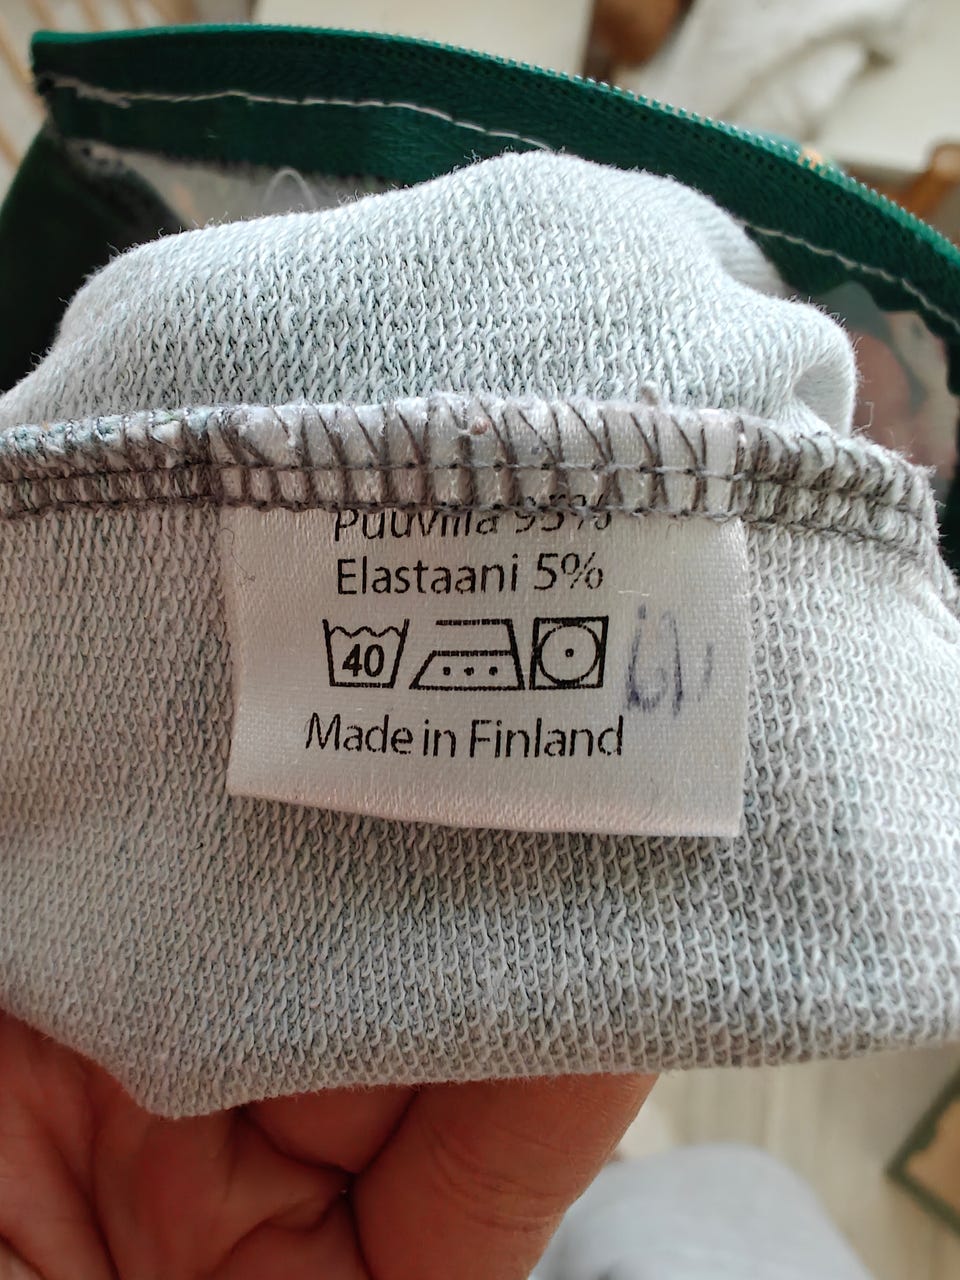 Puuvilla 95%
Elastaani 5%
40
Made in Finland